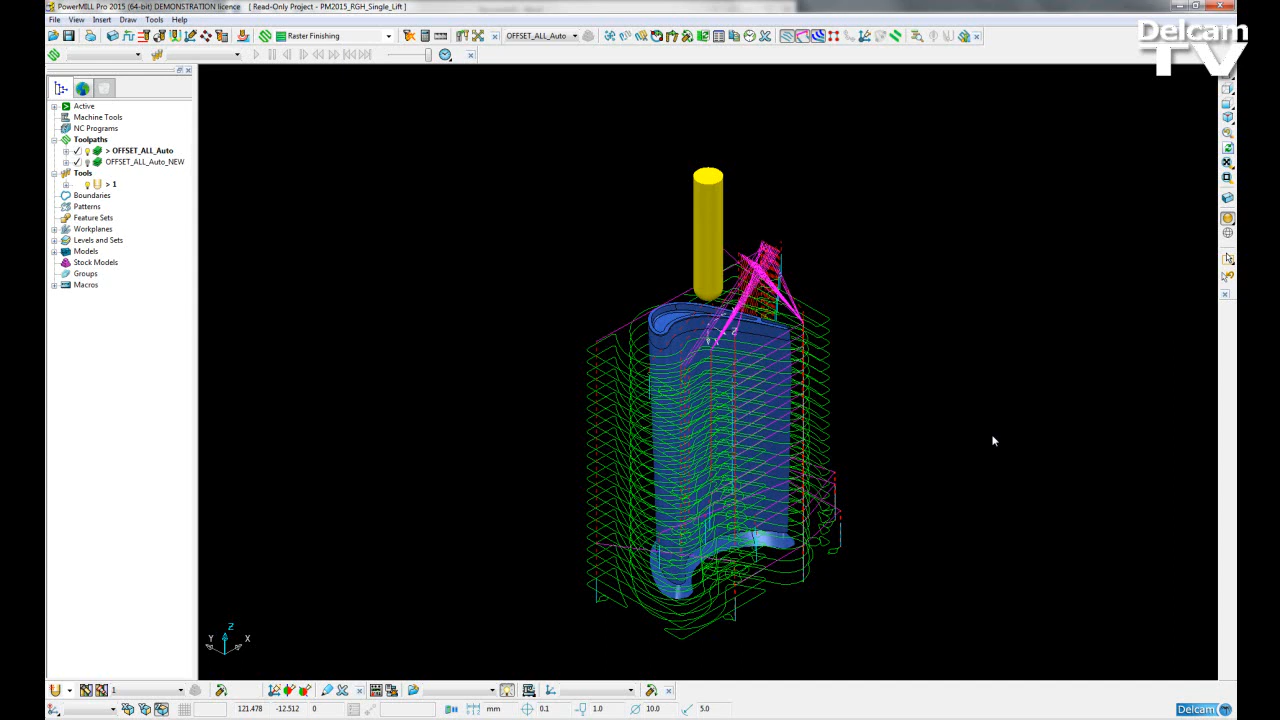 PowerMILL Pro 2015 (64-bit) DEMONSTRATION licence [ Read-Only Project - PM2015_RGH_Single_Lift ]
File View Insert Draw Tools Help
Delcam
TV
Raster Finishing
OFFSET_ALL_Auto
Active
Machine Tools
NC Programs
Toolpaths
> OFFSET_ALL_Auto
OFFSET_ALL_Auto_NEW
Tools
> 1
Boundaries
Patterns
Feature Sets
Workplanes
Levels and Sets
Models
Stock Models
Groups
Macros
Z
Y X
1
121.478 -12.512 0 mm 0.1 1.0 10.0 5.0
Delcam